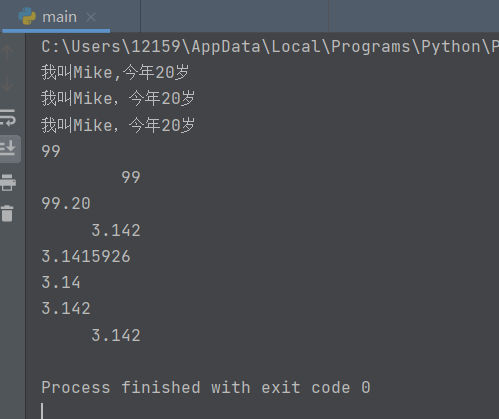 main
C:\Users\12159\AppData\Local\Programs\Python\P
我叫Mike,今年20岁
我叫Mike，今年20岁
我叫Mike，今年20岁
99
        99
99.20
     3.142
3.1415926
3.14
3.142
     3.142
Process finished with exit code 0